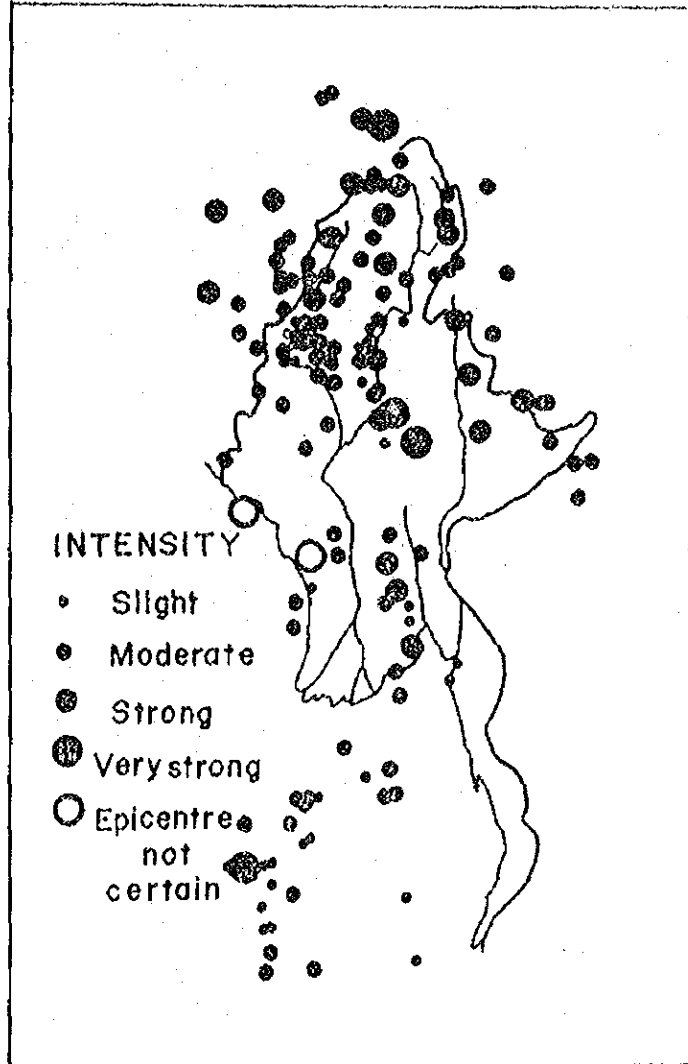 INTENSITY
Slight
Moderate
Strong
Very strong
Epicentre
not
certain